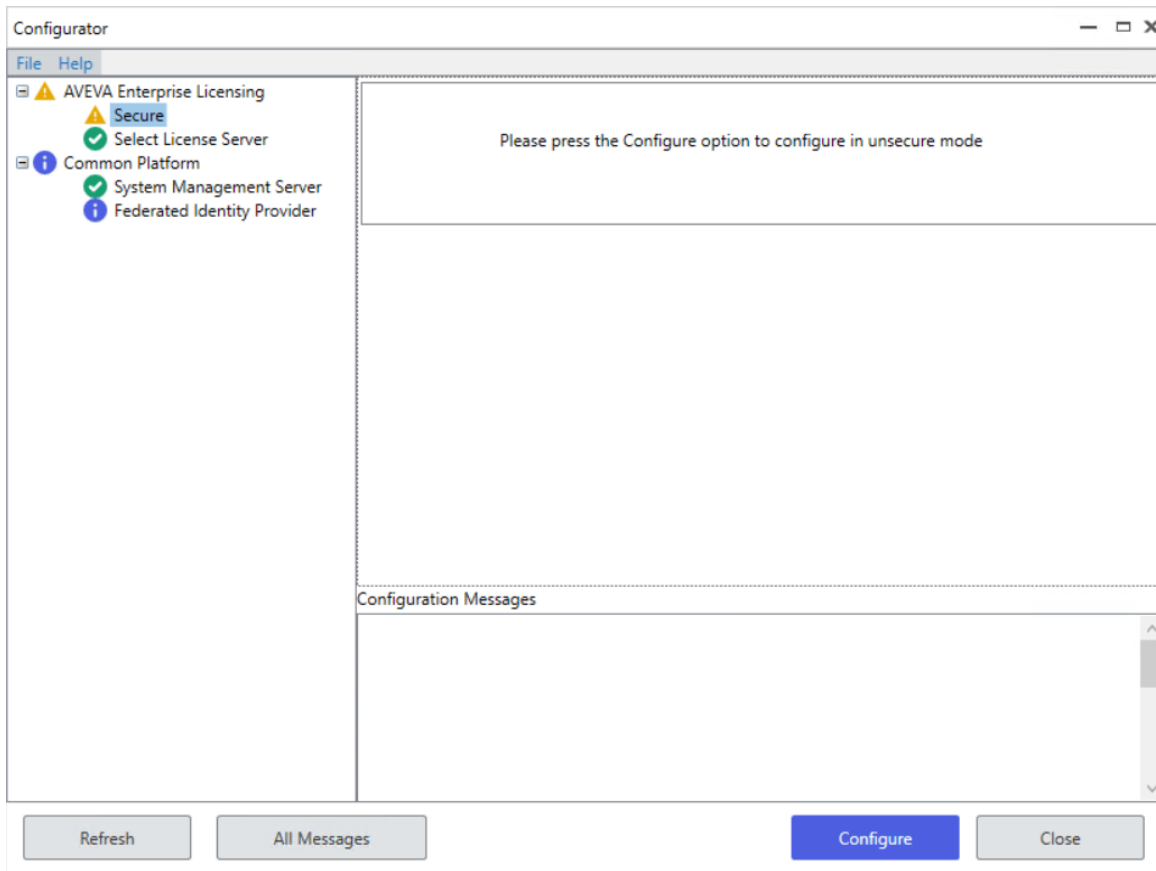 Configurator
File Help
AVEVA Enterprise Licensing
Secure
Select License Server
Common Platform
System Management Server
Federated Identity Provider
Please press the Configure option to configure in unsecure mode
Configuration Messages
Refresh
All Messages
Configure
Close